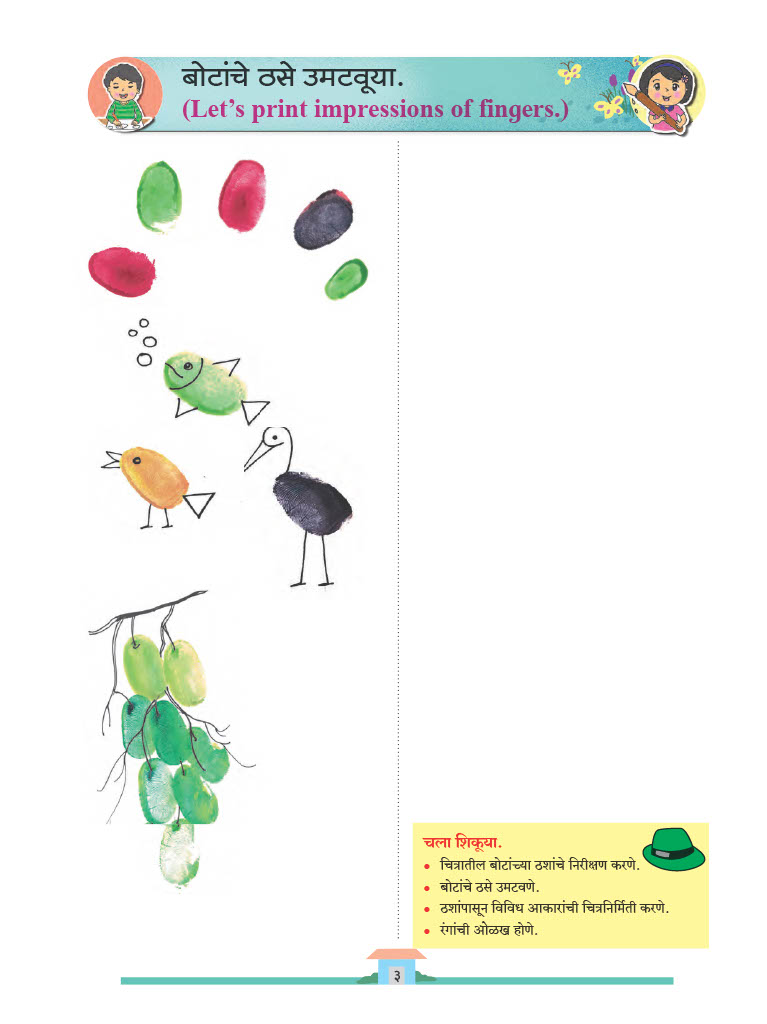 बोटांचे ठसे उमटवूया.
(Let’s print impressions of fingers.)
चला शिकूया.
• चित्रातील बोटांच्या ठशांचे निरीक्षण करणे.
• बोटांचे ठसे उमटवणे.
• ठशांपासून विविध आकारांची चित्रनिर्मिती करणे.
• रंगांची ओळख होणे.
३